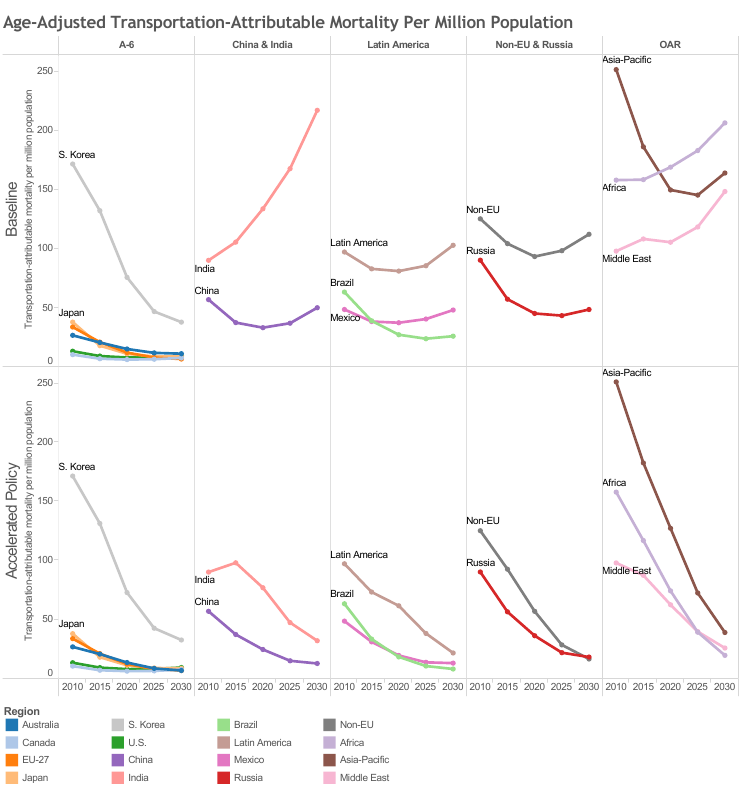 Age-Adjusted Transportation-Attributable Mortality Per Million Population
A-6 China & India Latin America Non-EU & Russia OAR
Baseline
Transportation-attributable mortality per million population
250
200
150
100
50
0
S. Korea
Japan
India
China
Latin America
Brazil
Mexico
Non-EU
Russia
Asia-Pacific
Africa
Middle East
Accelerated Policy
Transportation-attributable mortality per million population
250
200
150
100
50
0
S. Korea
Japan
India
China
Latin America
Brazil
Non-EU
Russia
Asia-Pacific
Africa
Middle East
2010 2015 2020 2025 2030 2010 2015 2020 2025 2030 2010 2015 2020 2025 2030 2010 2015 2020 2025 2030 2010 2015 2020 2025 2030
Region
Australia S. Korea Brazil Non-EU
Canada U.S. Latin America Africa
EU-27 China Mexico Asia-Pacific
Japan India Russia Middle East